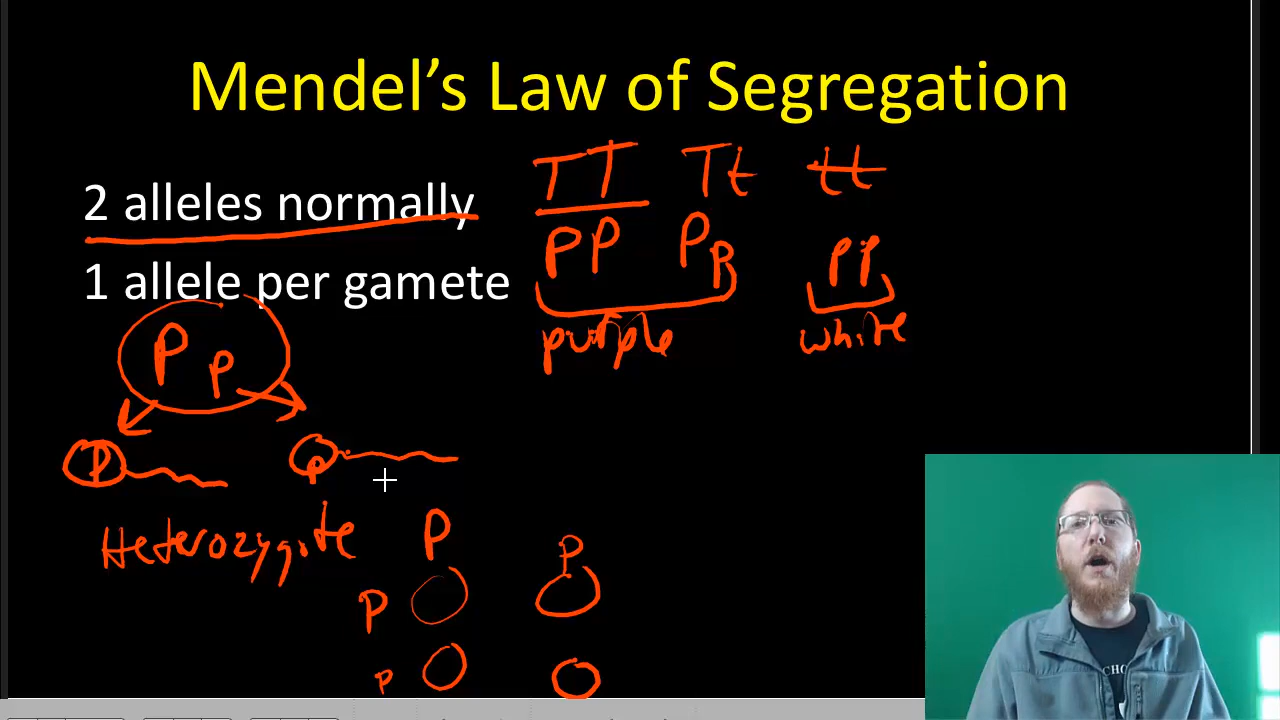 Mendel's Law of Segregation
TT Tt tt
2 alleles normally
PP Pp pp
1 allele per gamete
purple white
P p
P p
Heterozygote
P p
P
p
CHO